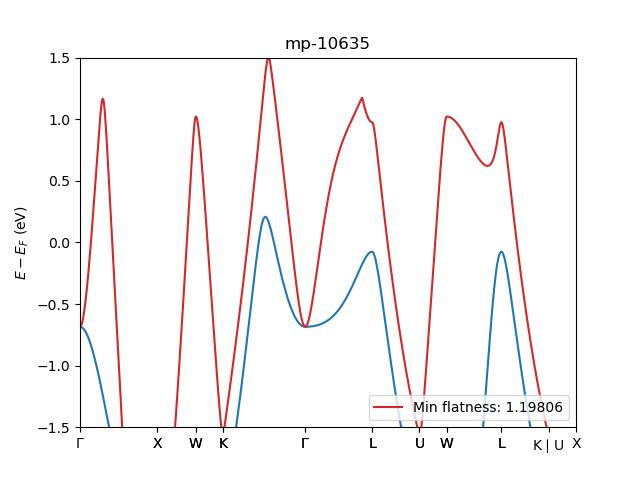 mp-10635
E − E_F (eV)
1.5
1.0
0.5
0.0
−0.5
−1.0
−1.5
Min flatness: 1.19806
Γ X W K Γ L U W L K | U X